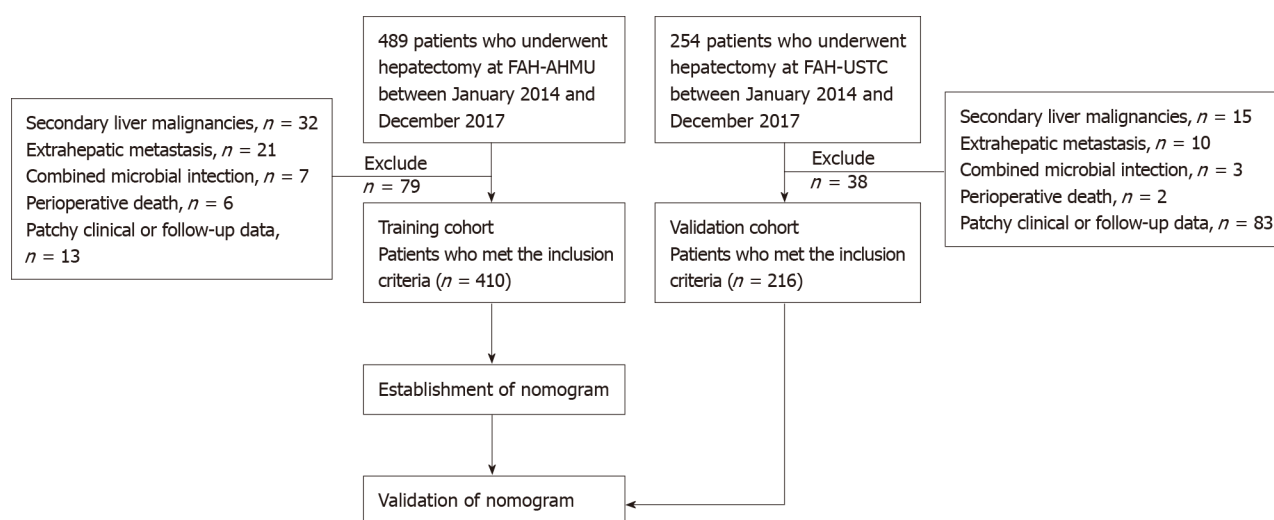 489 patients who underwent
hepatectomy at FAH-AHMU
between January 2014 and
December 2017
254 patients who underwent
hepatectomy at FAH-USTC
between January 2014 and
December 2017
Secondary liver malignancies, n = 32
Extrahepatic metastasis, n = 21
Combined microbial intection, n = 7
Perioperative death, n = 6
Patchy clinical or follow-up data,
n = 13
Exclude
n = 79
Exclude
n = 38
Secondary liver malignancies, n = 15
Extrahepatic metastasis, n = 10
Combined microbial intection, n = 3
Perioperative death, n = 2
Patchy clinical or follow-up data, n = 83
Training cohort
Patients who met the inclusion
criteria (n = 410)
Validation cohort
Patients who met the inclusion
criteria (n = 216)
Establishment of nomogram
Validation of nomogram